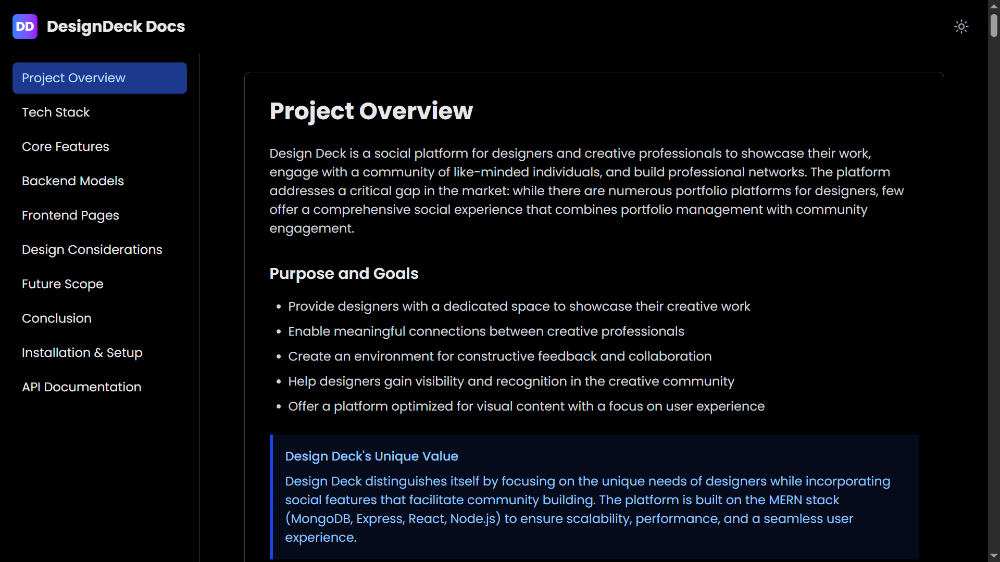 DD
DesignDeck Docs
Project Overview
Tech Stack
Core Features
Backend Models
Frontend Pages
Design Considerations
Future Scope
Conclusion
Installation & Setup
API Documentation
Project Overview
Design Deck is a social platform for designers and creative professionals to showcase their work,
engage with a community of like-minded individuals, and build professional networks. The platform
addresses a critical gap in the market: while there are numerous portfolio platforms for designers, few
offer a comprehensive social experience that combines portfolio management with community
engagement.
Purpose and Goals
• Provide designers with a dedicated space to showcase their creative work
• Enable meaningful connections between creative professionals
• Create an environment for constructive feedback and collaboration
• Help designers gain visibility and recognition in the creative community
• Offer a platform optimized for visual content with a focus on user experience
Design Deck's Unique Value
Design Deck distinguishes itself by focusing on the unique needs of designers while incorporating
social features that facilitate community building. The platform is built on the MERN stack
(MongoDB, Express, React, Node.js) to ensure scalability, performance, and a seamless user
experience.